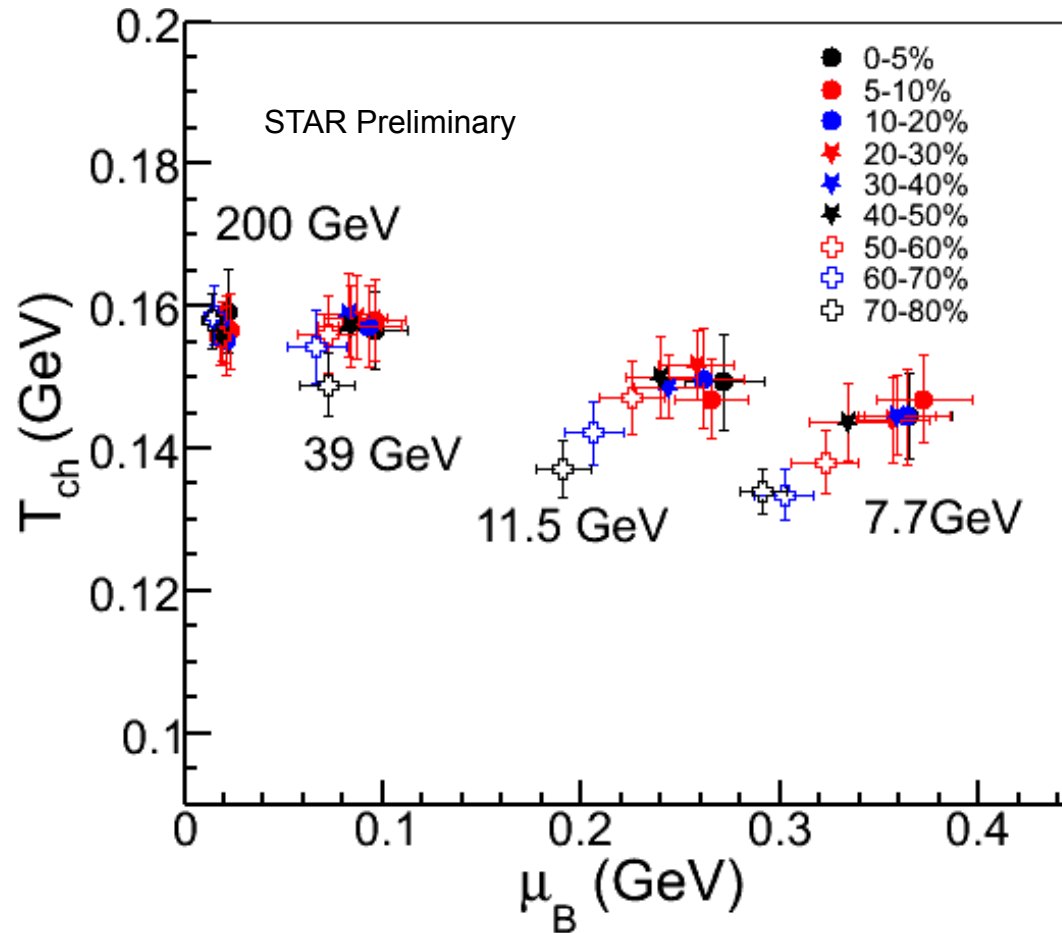 0.2
0.18
0.16
0.14
0.12
0.1
T_ch (GeV)
STAR Preliminary
0-5%
5-10%
10-20%
20-30%
30-40%
40-50%
50-60%
60-70%
70-80%
200 GeV
39 GeV
11.5 GeV
7.7GeV
0 0.1 0.2 0.3 0.4
μ_B (GeV)